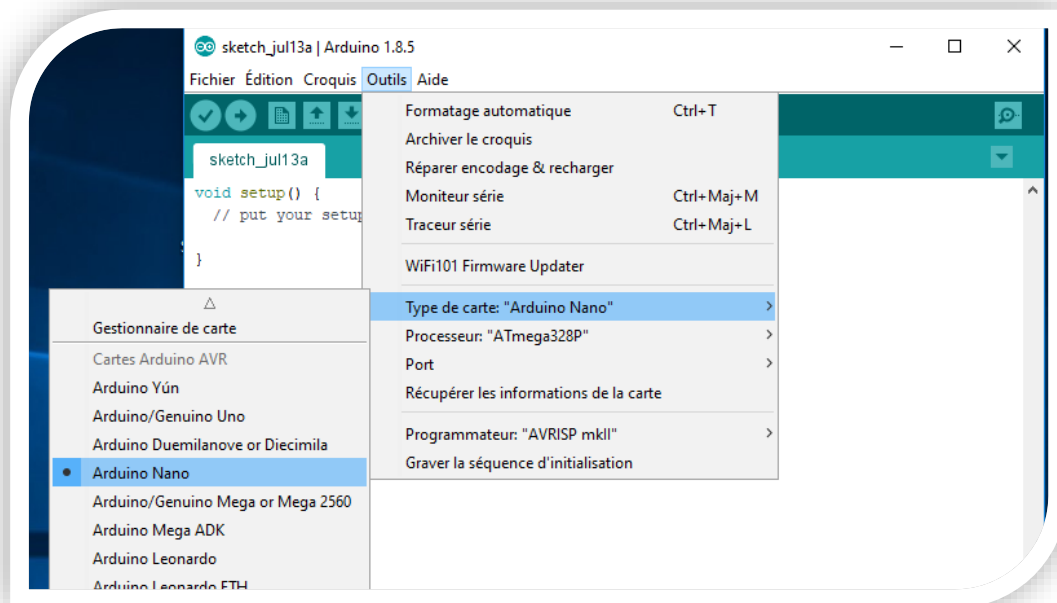 sketch_jul13a | Arduino 1.8.5
Fichier Édition Croquis Outils Aide
sketch_jul13a
void setup() {
// put your setup
}
Formatage automatique Ctrl+T
Archiver le croquis
Réparer encodage & recharger
Moniteur série Ctrl+Maj+M
Traceur série Ctrl+Maj+L
WiFi101 Firmware Updater
Type de carte: "Arduino Nano"
Processeur: "ATmega328P"
Port
Récupérer les informations de la carte
Programmateur: "AVRISP mkII"
Graver la séquence d'initialisation
Gestionnaire de carte
Cartes Arduino AVR
Arduino Yún
Arduino/Genuino Uno
Arduino Duemilanove or Diecimila
Arduino Nano
Arduino/Genuino Mega or Mega 2560
Arduino Mega ADK
Arduino Leonardo
Arduino Leonardo ETH